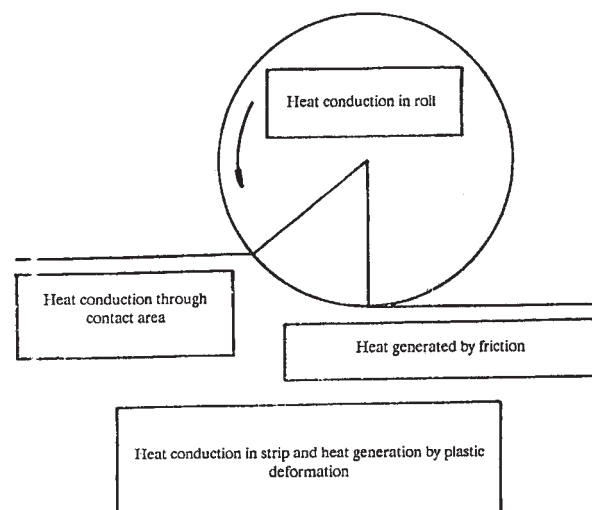 Heat conduction in roll
Heat conduction through
contact area
Heat generated by friction
Heat conduction in strip and heat generation by plastic
deformation